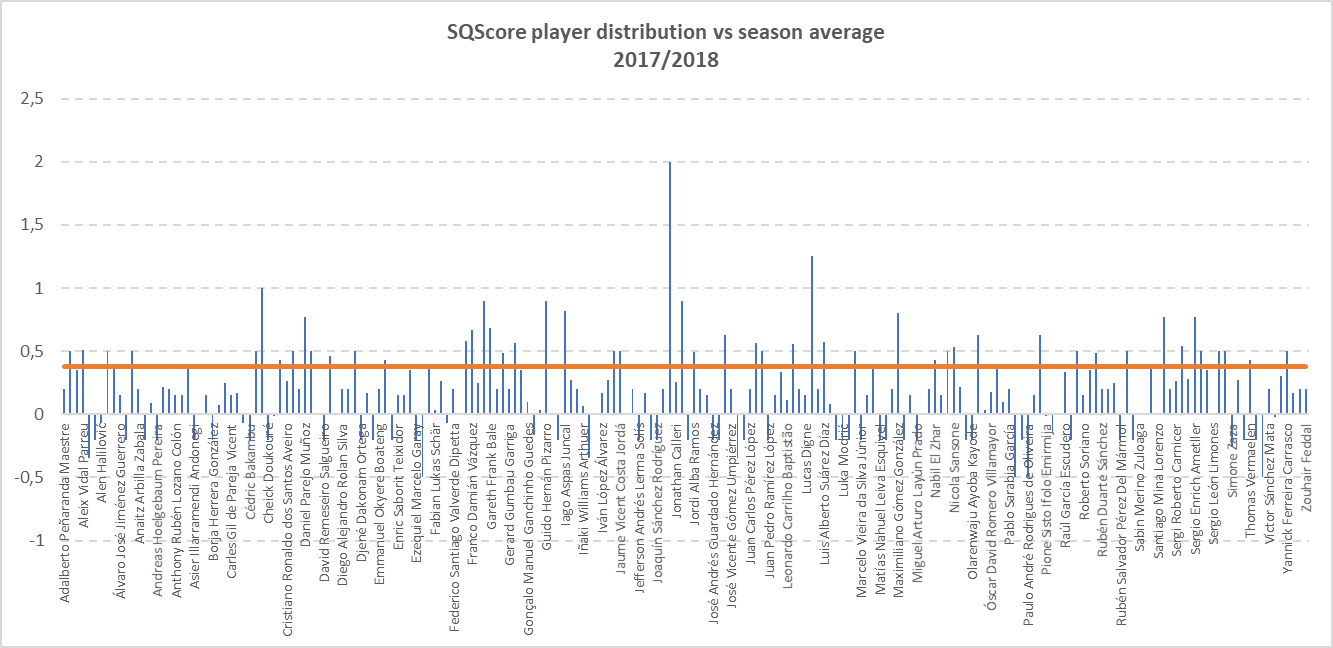 SQScore player distribution vs season average
2017/2018
2,5
2
1,5
1
0,5
0
-0,5
-1
Adalberto Peñaranda Maestre
Aleix Vidal Parreu
Alen Halilović
Álvaro José Jiménez Guerrero
Anaitz Arbilla Zabala
Andreas Hoelgebaum Pereira
Anthony Rubén Lozano Colón
Asier Illarramendi Andonegi
Borja Herrera González
Carles Gil de Pareja Vicent
Cédric Bakambu
Cheick Doukouré
Cristiano Ronaldo dos Santos Aveiro
Daniel Parejo Muñoz
David Remeseiro Salgueiro
Diego Alejandro Rolan Silva
Djené Dakonam Ortega
Emmanuel Okyere Boateng
Enric Saborit Teixidor
Ezequiel Marcelo Garay
Fabian Lukas Schär
Federico Santiago Valverde Dipetta
Franco Damián Vázquez
Gareth Frank Bale
Gerard Gumbau Garriga
Gonçalo Manuel Ganchinho Guedes
Guido Hernán Pizarro
Iago Aspas Juncal
Iñaki Williams Arthuer
Iván López Álvarez
Jaume Vicent Costa Jordá
Jefferson Andrés Lerma Solís
Joaquín Sánchez Rodríguez
Jonathan Calleri
Jordi Alba Ramos
José Andrés Guardado Hernández
José Vicente Gómez Umpiérrez
Juan Carlos Pérez López
Juan Pedro Ramírez López
Leonardo Carrilho Baptistão
Lucas Digne
Luis Alberto Suárez Díaz
Luka Modrić
Marcelo Vieira da Silva Júnior
Matías Nahuel Leiva Esquivel
Maximiliano Gómez González
Miguel Arturo Layún Prado
Nabil El Zhar
Nicola Sansone
Olarenwaju Ayoba Kayode
Óscar David Romero Villamayor
Pablo Sarabia García
Paulo André Rodrigues de Oliveira
Pione Sisto Ifolo Emirmija
Raúl García Escudero
Roberto Soriano
Rubén Duarte Sánchez
Rubén Salvador Pérez Del Mármol
Sabin Merino Zuloaga
Santiago Mina Lorenzo
Sergi Roberto Carnicer
Sergio Enrich Ametller
Sergio León Limones
Simone Zaza
Thomas Vermaelen
Víctor Sánchez Mata
Yannick Ferreira Carrasco
Zouhair Feddal